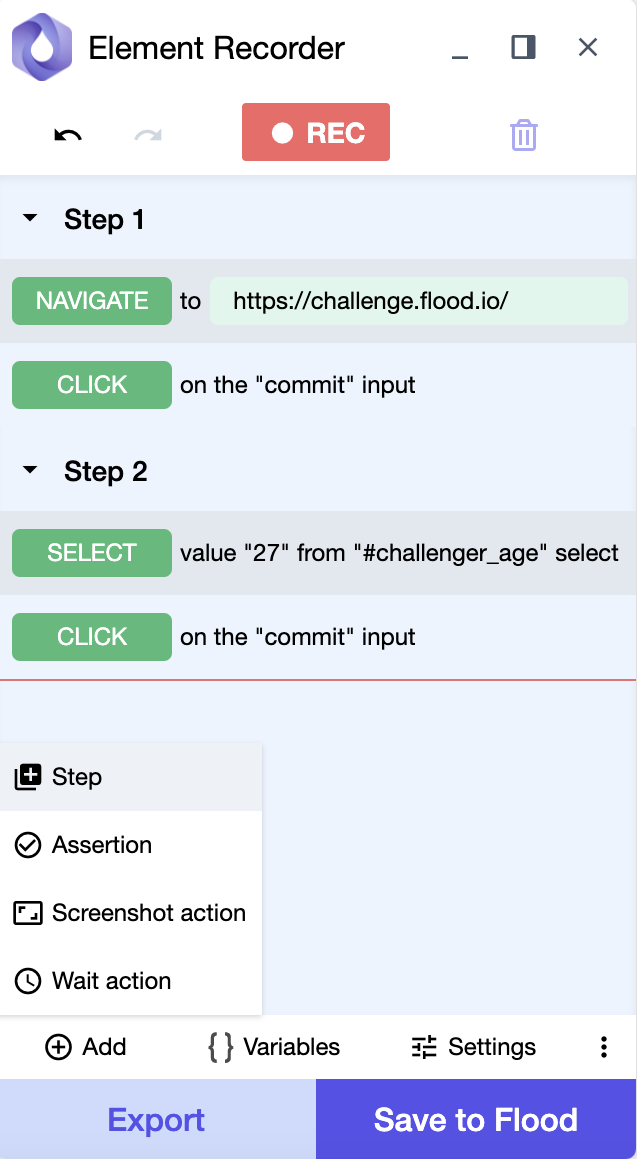 Element Recorder
REC
Step 1
NAVIGATE to https://challenge.flood.io/
CLICK on the "commit" input
Step 2
SELECT value "27" from "#challenger_age" select
CLICK on the "commit" input
Step
Assertion
Screenshot action
Wait action
Add {} Variables Settings
Export Save to Flood